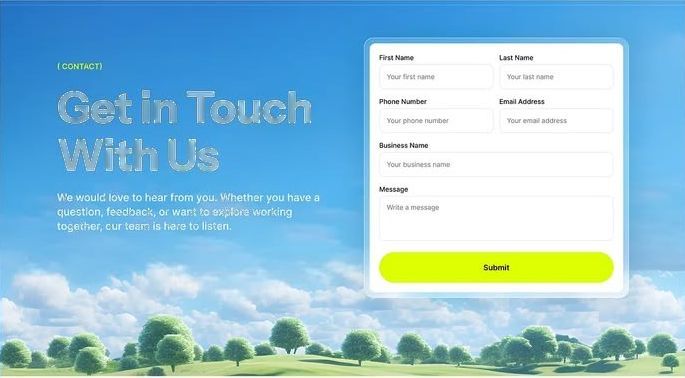 ( CONTACT)
Get in Touch
With Us
We would love to hear from you. Whether you have a
question, feedback, or want to explore working
together, our team is here to listen.
First Name
Last Name
Your first name
Your last name
Phone Number
Email Address
Your phone number
Your email address
Business Name
Your business name
Message
Write a message
Submit